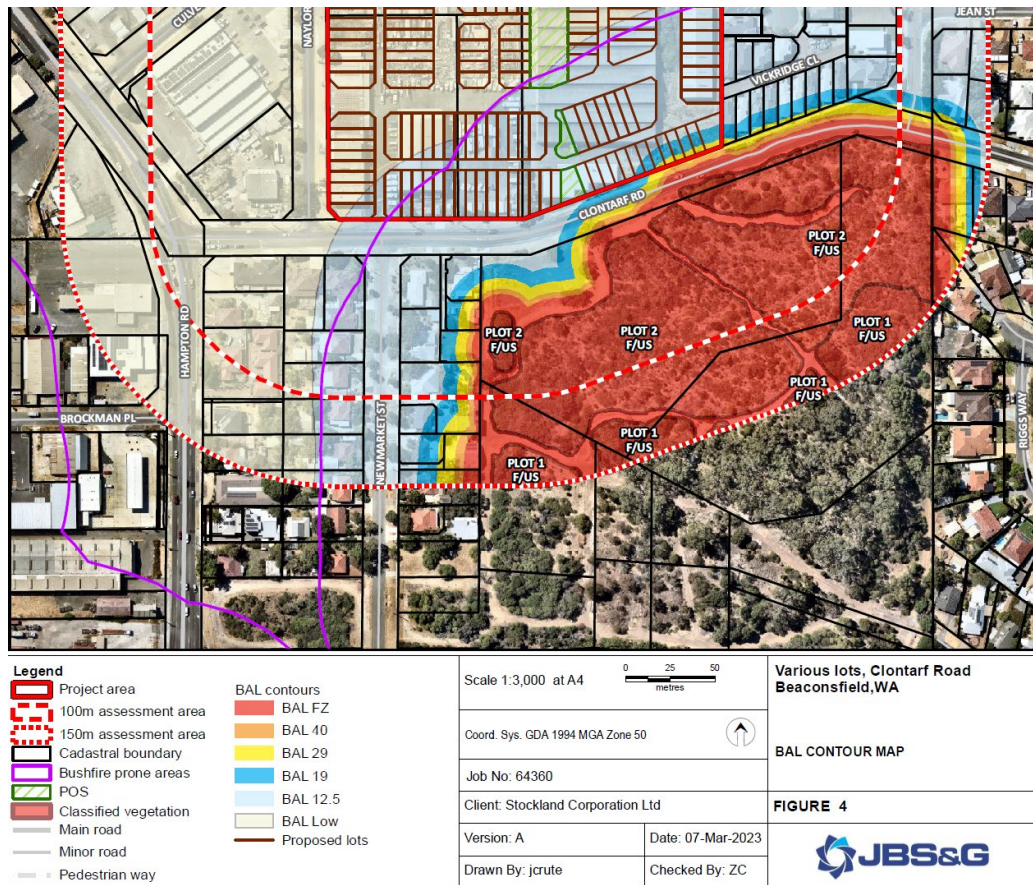 CULVE
NAYLOR
JEAN ST
VICKRIDGE CL
CLONTARF RD
PLOT 2
F/US
PLOT 2
F/US
PLOT 2
F/US
PLOT 1
F/US
HAMPTON RD
PLOT 1
F/US
BROCKMAN PL
NEWMARKET ST
PLOT 1
F/US
RIGGS WAY
PLOT 1
F/US
Legend
Project area
100m assessment area
150m assessment area
Cadastral boundary
Bushfire prone areas
POS
Classified vegetation
Main road
Minor road
Pedestrian way
BAL contours
BAL FZ
BAL 40
BAL 29
BAL 19
BAL 12.5
BAL Low
Proposed lots
Scale 1:3,000 at A4
0 25 50
metres
Coord. Sys. GDA 1994 MGA Zone 50
Job No: 64360
Client: Stockland Corporation Ltd
Version: A
Date: 07-Mar-2023
Drawn By: jcrute
Checked By: ZC
Various lots, Clontarf Road
Beaconsfield,WA
BAL CONTOUR MAP
FIGURE 4
JBS&G